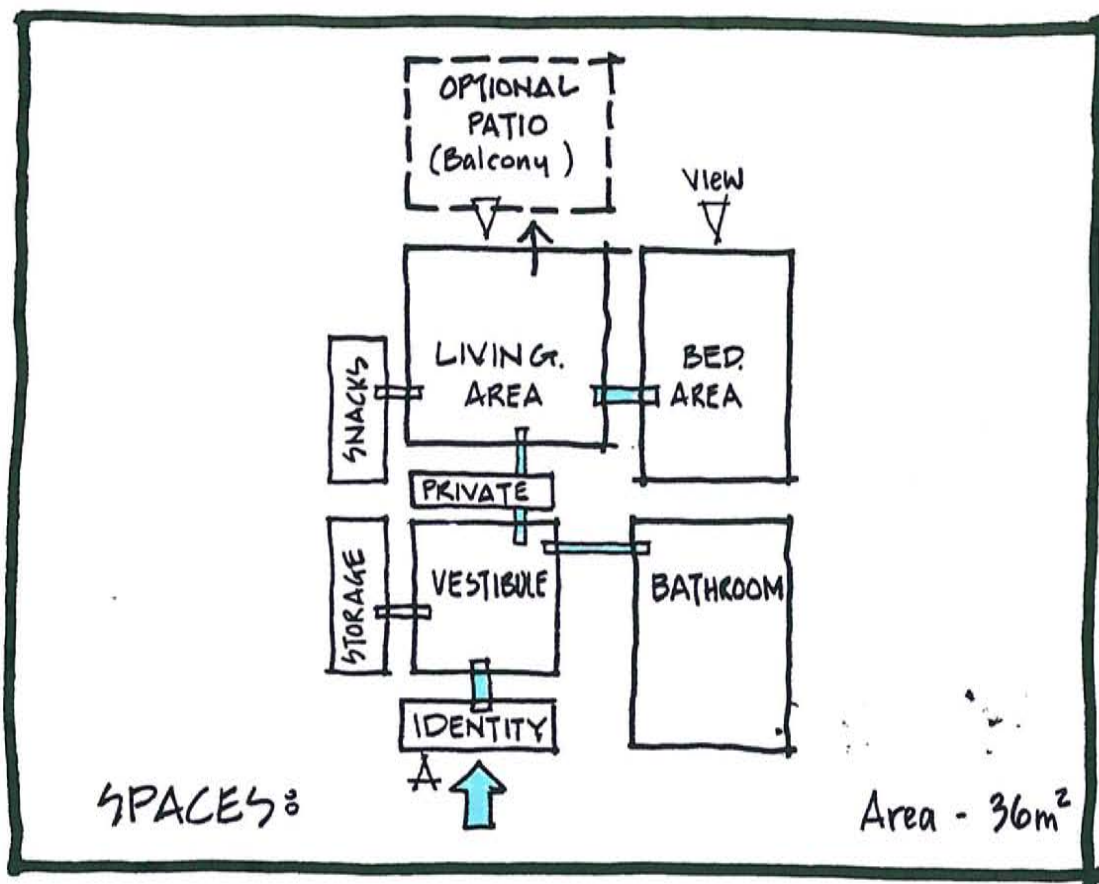 OPTIONAL
PATIO
(Balcony)
View
LIVING.
AREA
BED.
AREA
SNACKS
PRIVATE
VESTIBULE
BATHROOM
STORAGE
IDENTITY
A
SPACES:
Area - 36m²